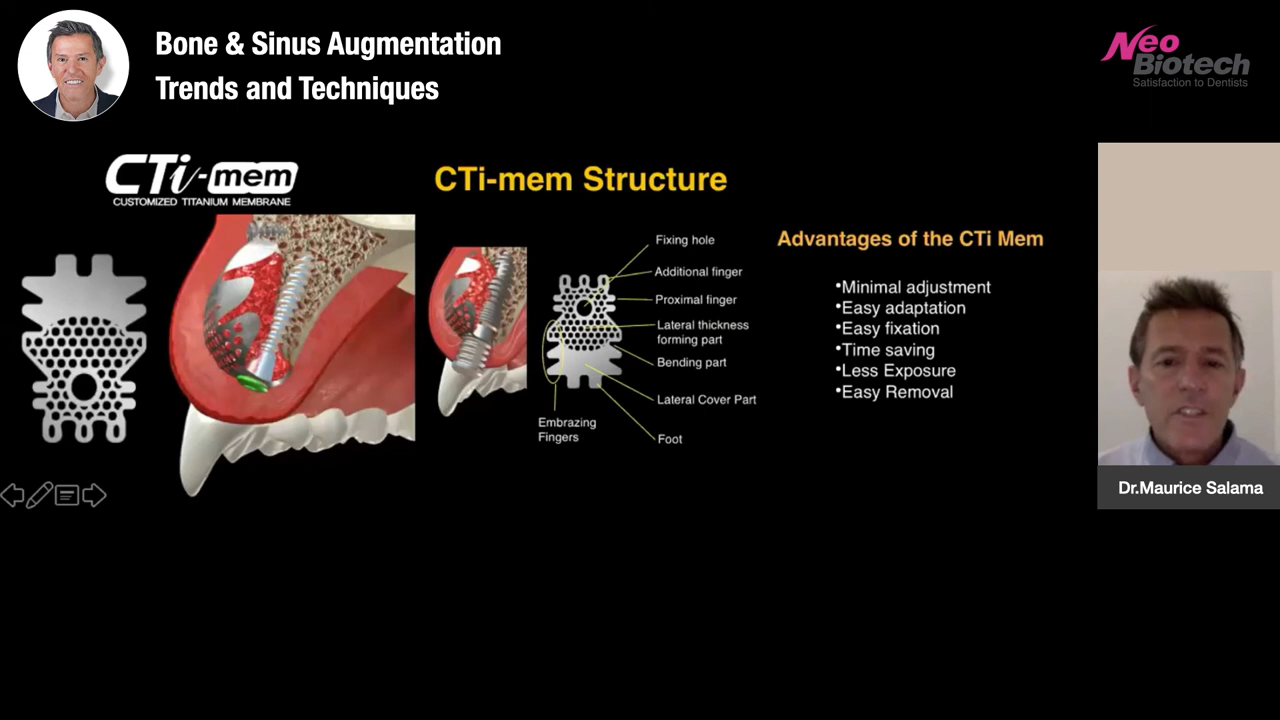 Bone & Sinus Augmentation
Trends and Techniques
Neo
Biotech
Satisfaction to Dentists
CTi-mem
CUSTOMIZED TITANIUM MEMBRANE
CTi-mem Structure
Fixing hole
Additional finger
Proximal finger
Lateral thickness
forming part
Bending part
Lateral Cover Part
Embrazing
Fingers
Foot
Advantages of the CTi Mem
•Minimal adjustment
•Easy adaptation
•Easy fixation
•Time saving
•Less Exposure
•Easy Removal
Dr.Maurice Salama